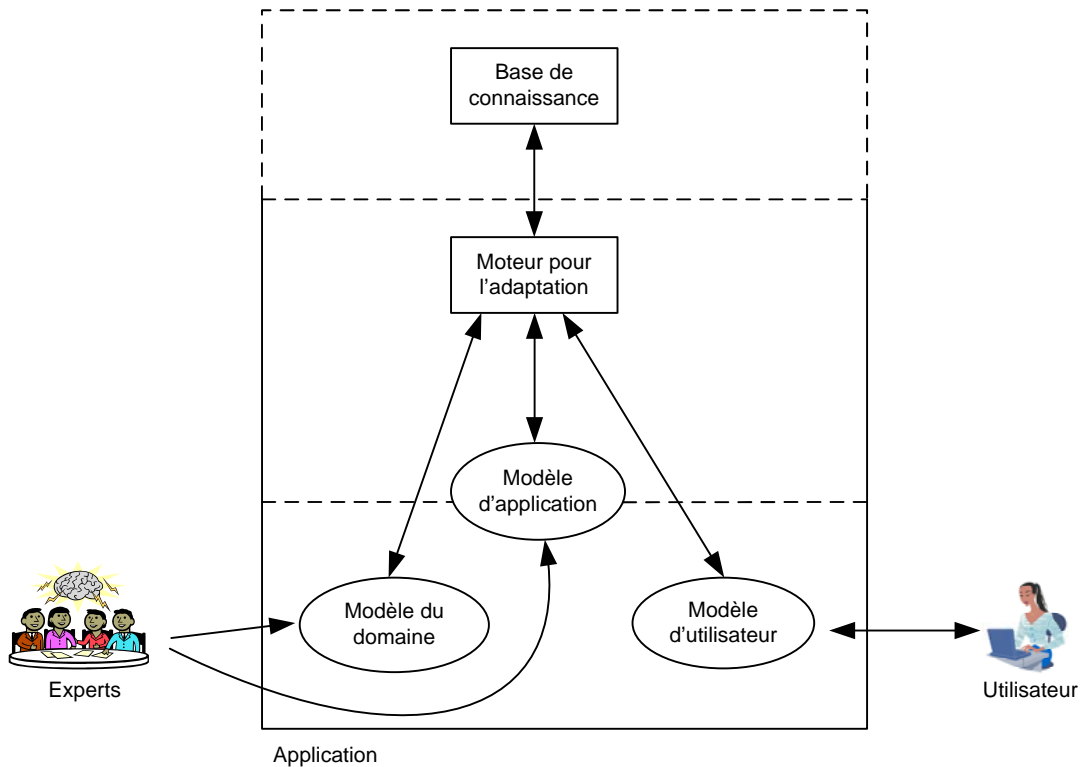 Base de
connaissance
Moteur pour
l’adaptation
Modèle
d’application
Modèle du
domaine
Modèle
d’utilisateur
Experts
Utilisateur
Application